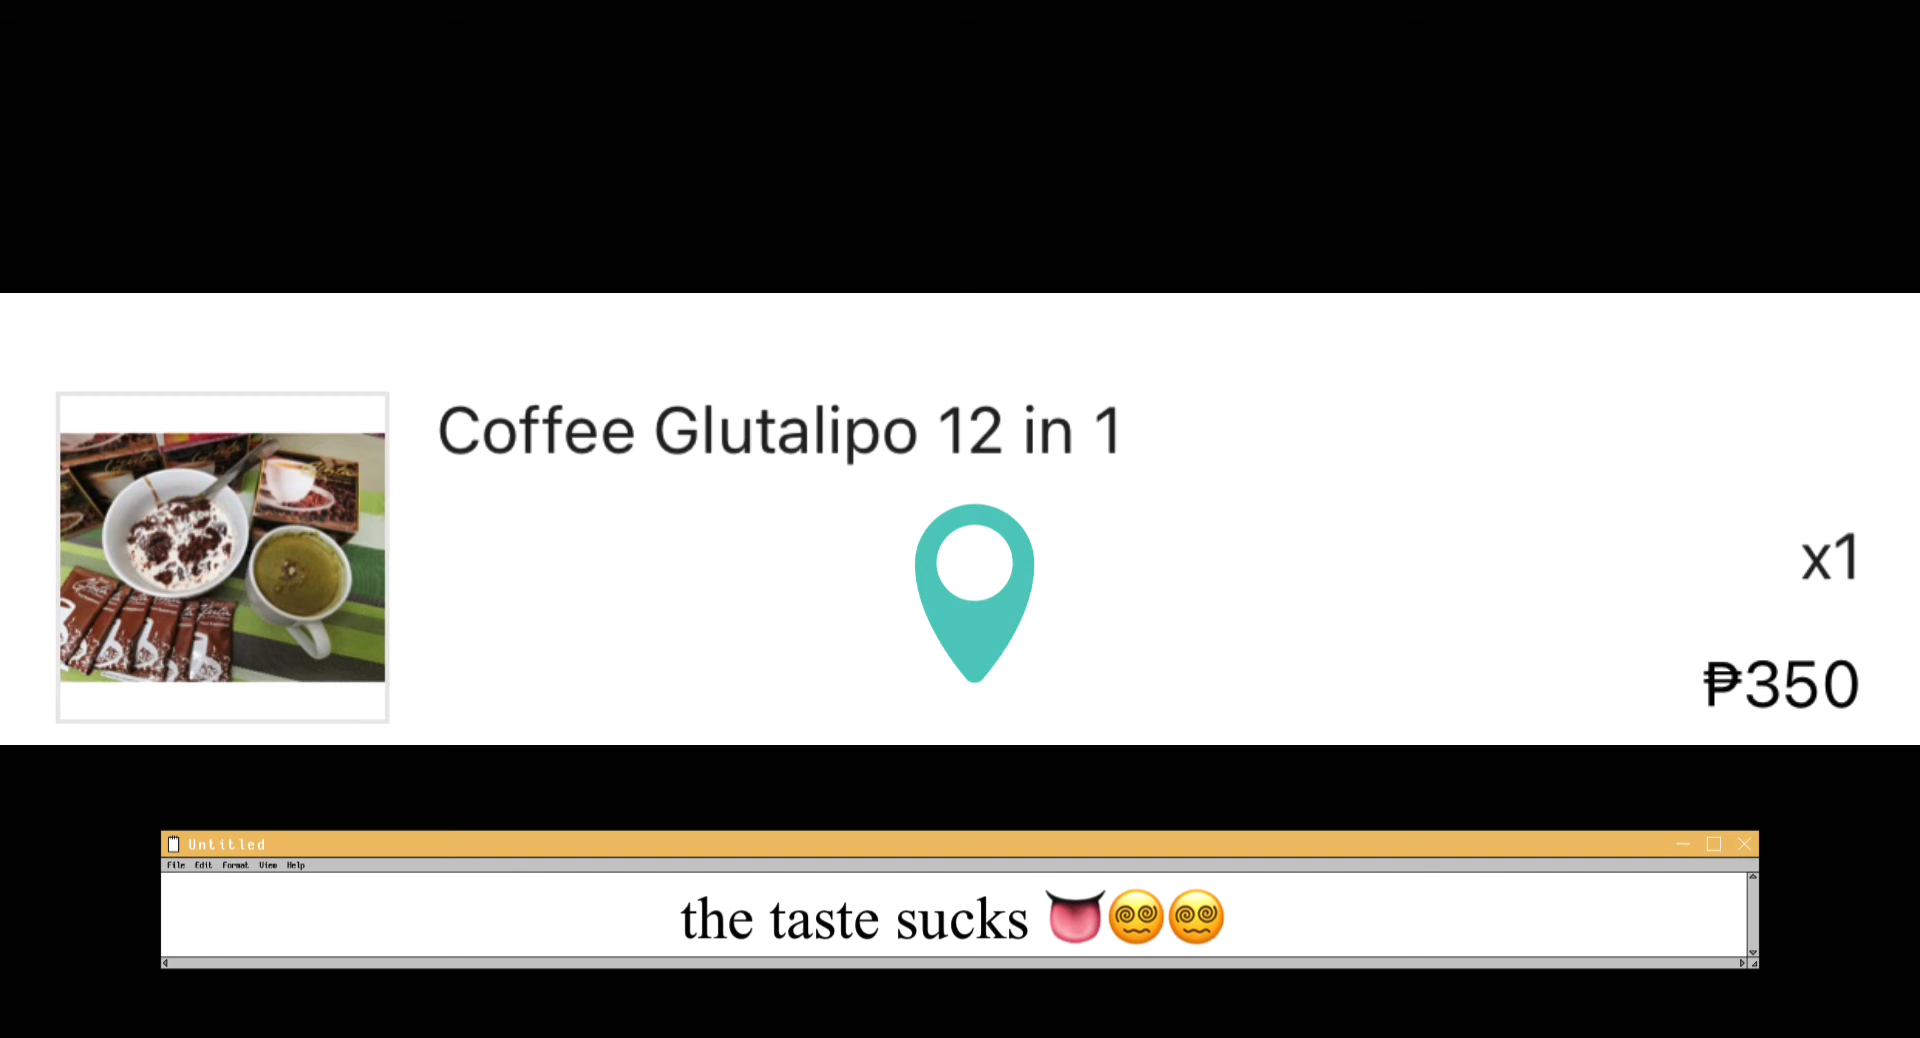 Coffee Glutalipo 12 in 1
x1
₱350
Untitled
File Edit Format View Help
the taste sucks 👅😵‍💫😵‍💫